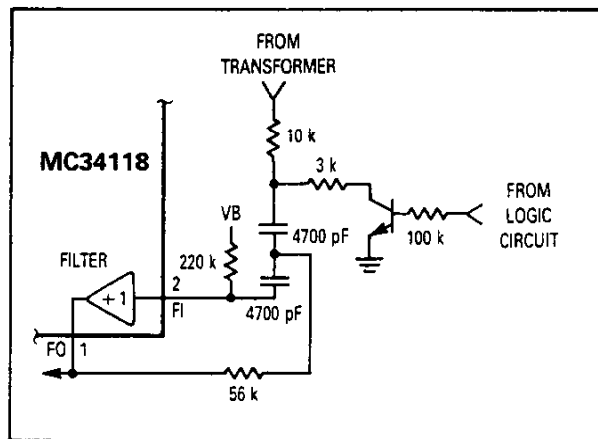 FROM
TRANSFORMER
10 k
MC34118
3 k
FROM
LOGIC
CIRCUIT
VB
4700 pF
100 k
FILTER
220 k
+1
2
FI
4700 pF
FO
1
56 k